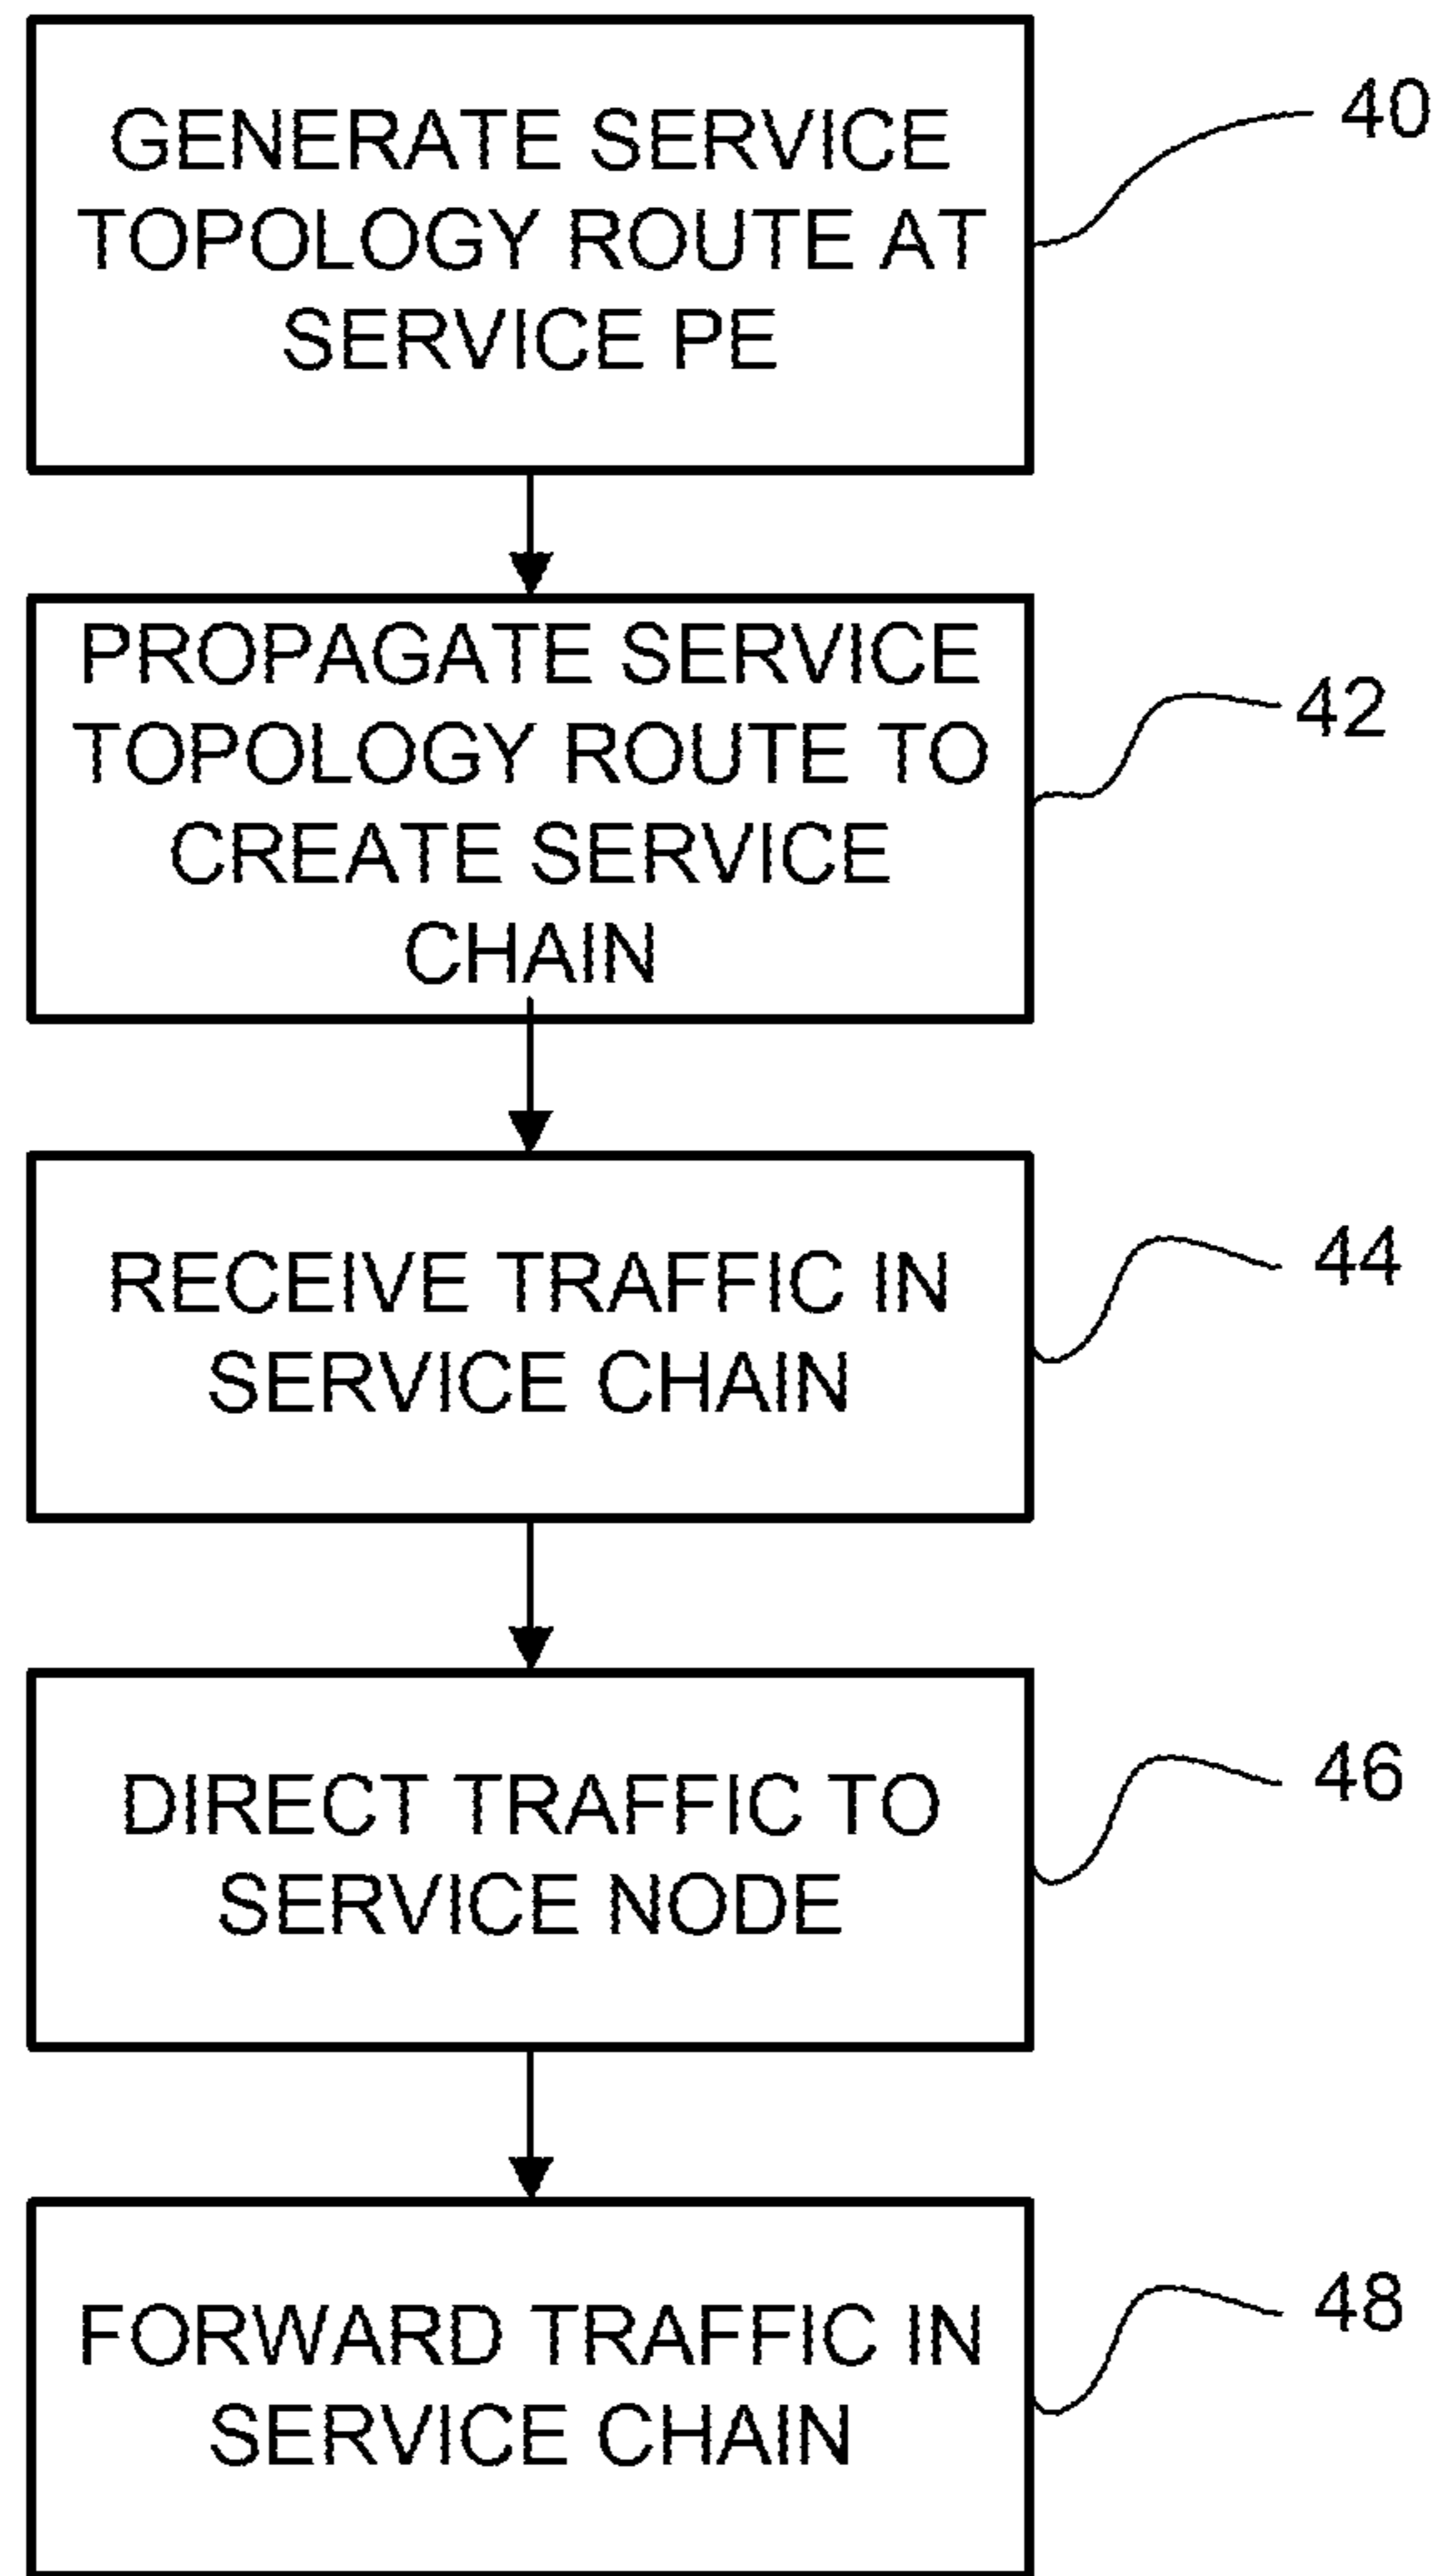 GENERATE SERVICE
TOPOLOGY ROUTE AT
SERVICE PE
40
PROPAGATE SERVICE
TOPOLOGY ROUTE TO
CREATE SERVICE
CHAIN
42
RECEIVE TRAFFIC IN
SERVICE CHAIN
44
DIRECT TRAFFIC TO
SERVICE NODE
46
FORWARD TRAFFIC IN
SERVICE CHAIN
48